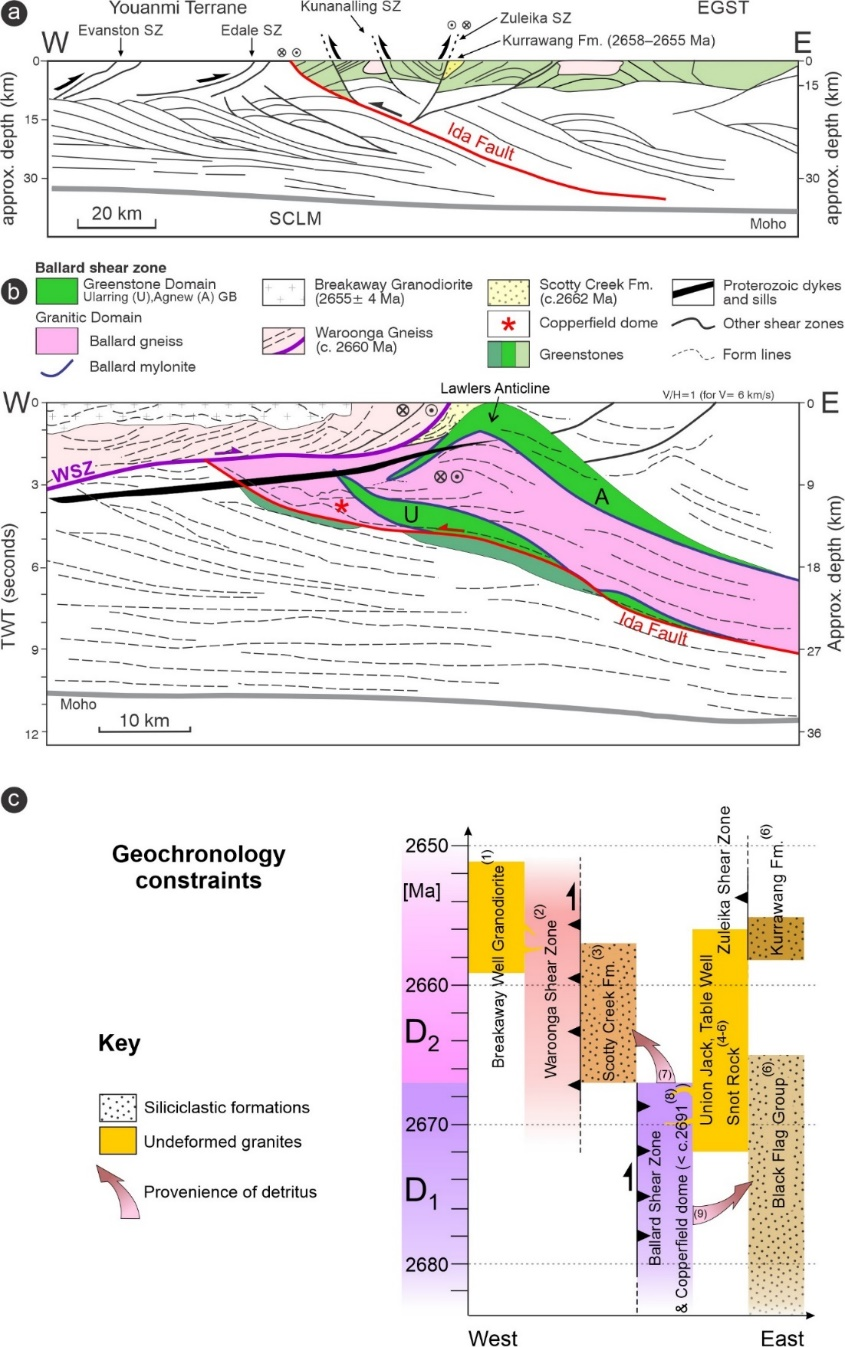 a
Youanmi Terrane
Kunanalling SZ
EGST
Zuleika SZ
Evanston SZ
Edale SZ
Kurrawang Fm. (2658–2655 Ma)
W
E
0
15
30
approx. depth (km)
0
15
30
approx. depth (km)
Ida Fault
20 km
SCLM
Moho
b
Ballard shear zone
Greenstone Domain
Ularring (U),Agnew (A) GB
Granitic Domain
Ballard gneiss
Ballard mylonite
Breakaway Granodiorite
(2655± 4 Ma)
Waroonga Gneiss
(c. 2660 Ma)
Scotty Creek Fm.
(c.2662 Ma)
Copperfield dome
Greenstones
Proterozoic dykes
and sills
Other shear zones
Form lines
Lawlers Anticline
V/H=1 (for V= 6 km/s)
W
E
0
3
6
9
12
TWT (seconds)
0
9
18
27
36
Approx. depth (km)
WSZ
U
A
Ida Fault
Moho
10 km
c
Geochronology
constraints
Key
Siliciclastic formations
Undeformed granites
Provenience of detritus
2650
[Ma]
2660
D2
2670
D1
2680
Breakaway Well Granodiorite
(1)
Waroonga Shear Zone
(2)
Scotty Creek Fm.
(3)
(7)
Ballard Shear Zone
& Copperfield dome (< c.2691
(8)
)
(9)
Union Jack, Table Well
Snot Rock
(4-6)
Zuleika Shear Zone
Kurrawang Fm.
(6)
Black Flag Group
(6)
West
East